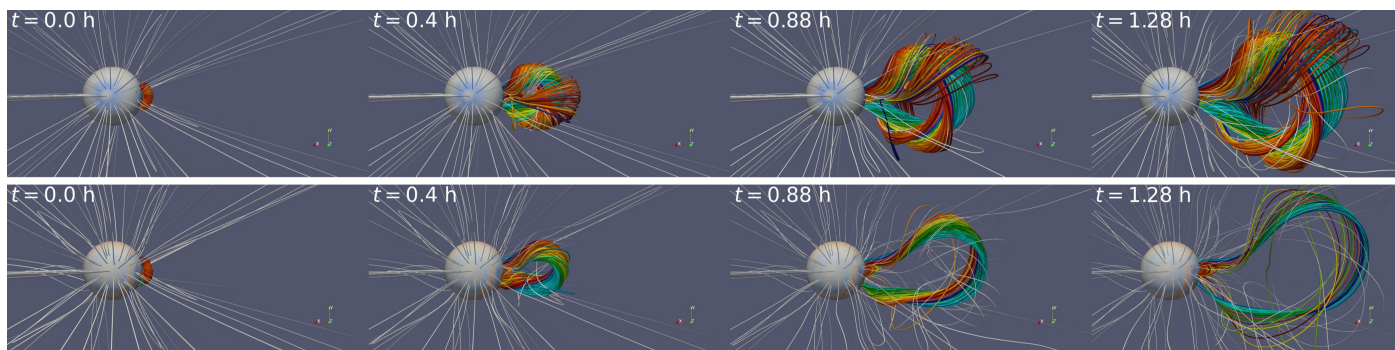 t = 0.0 h
t = 0.4 h
t = 0.88 h
t = 1.28 h
t = 0.0 h
t = 0.4 h
t = 0.88 h
t = 1.28 h